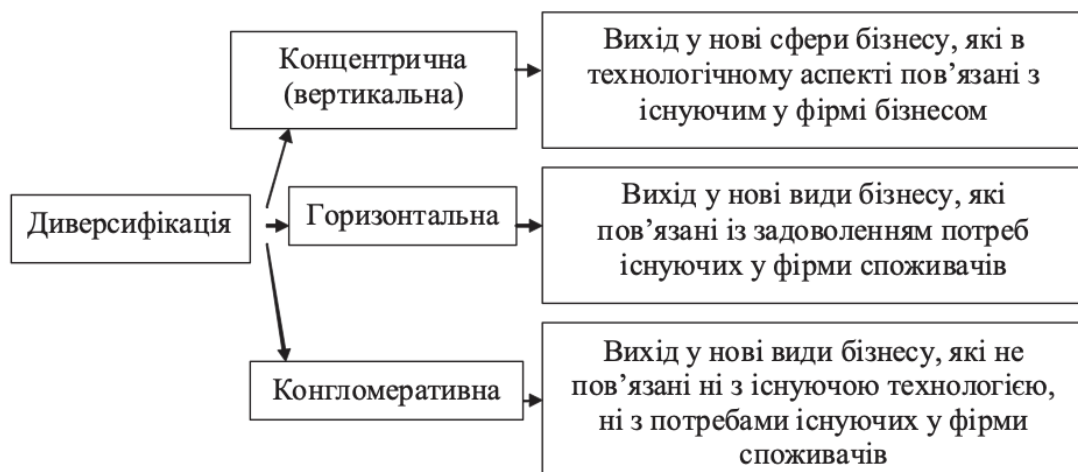 Концентрична
(вертикальна)
Вихід у нові сфери бізнесу, які в
технологічному аспекті пов’язані з
існуючим у фірмі бізнесом
Диверсифікація
Горизонтальна
Вихід у нові види бізнесу, які
пов’язані із задоволенням потреб
існуючих у фірми споживачів
Конгломеративна
Вихід у нові види бізнесу, які не
пов’язані ні з існуючою технологією,
ні з потребами існуючих у фірми
споживачів